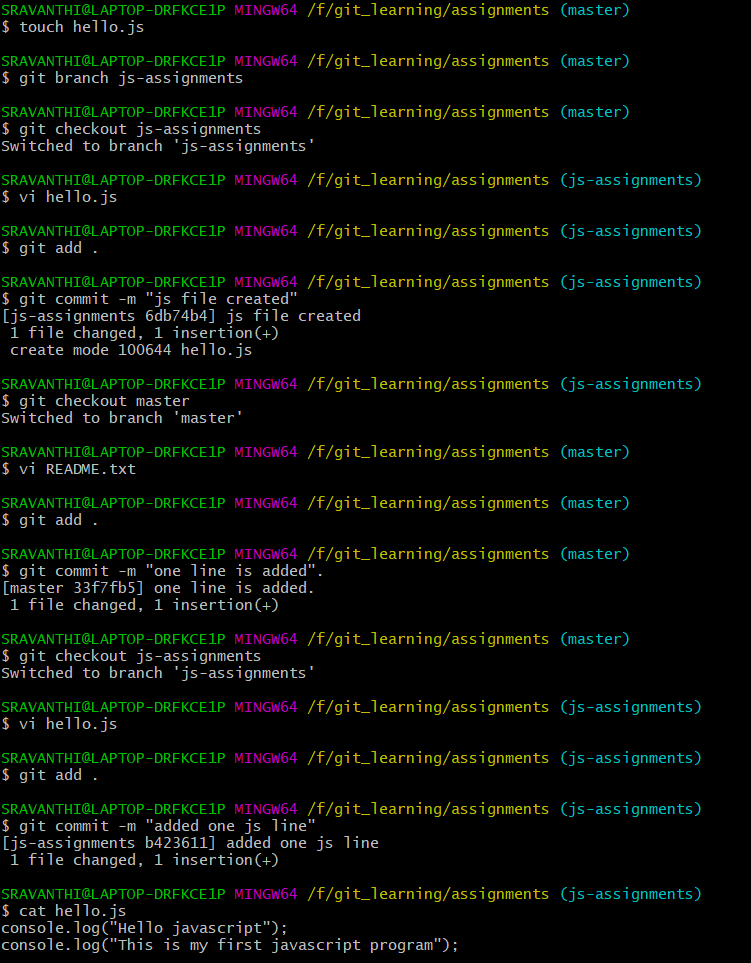 SRAVANTHI@LAPTOP-DRFKCE1P MINGW64 /f/git_learning/assignments (master)
$ touch hello.js
SRAVANTHI@LAPTOP-DRFKCE1P MINGW64 /f/git_learning/assignments (master)
$ git branch js-assignments
SRAVANTHI@LAPTOP-DRFKCE1P MINGW64 /f/git_learning/assignments (master)
$ git checkout js-assignments
Switched to branch 'js-assignments'
SRAVANTHI@LAPTOP-DRFKCE1P MINGW64 /f/git_learning/assignments (js-assignments)
$ vi hello.js
SRAVANTHI@LAPTOP-DRFKCE1P MINGW64 /f/git_learning/assignments (js-assignments)
$ git add .
SRAVANTHI@LAPTOP-DRFKCE1P MINGW64 /f/git_learning/assignments (js-assignments)
$ git commit -m "js file created"
[js-assignments 6db74b4] js file created
 1 file changed, 1 insertion(+)
 create mode 100644 hello.js
SRAVANTHI@LAPTOP-DRFKCE1P MINGW64 /f/git_learning/assignments (js-assignments)
$ git checkout master
Switched to branch 'master'
SRAVANTHI@LAPTOP-DRFKCE1P MINGW64 /f/git_learning/assignments (master)
$ vi README.txt
SRAVANTHI@LAPTOP-DRFKCE1P MINGW64 /f/git_learning/assignments (master)
$ git add .
SRAVANTHI@LAPTOP-DRFKCE1P MINGW64 /f/git_learning/assignments (master)
$ git commit -m "one line is added".
[master 33f7fb5] one line is added.
 1 file changed, 1 insertion(+)
SRAVANTHI@LAPTOP-DRFKCE1P MINGW64 /f/git_learning/assignments (master)
$ git checkout js-assignments
Switched to branch 'js-assignments'
SRAVANTHI@LAPTOP-DRFKCE1P MINGW64 /f/git_learning/assignments (js-assignments)
$ vi hello.js
SRAVANTHI@LAPTOP-DRFKCE1P MINGW64 /f/git_learning/assignments (js-assignments)
$ git add .
SRAVANTHI@LAPTOP-DRFKCE1P MINGW64 /f/git_learning/assignments (js-assignments)
$ git commit -m "added one js line"
[js-assignments b423611] added one js line
 1 file changed, 1 insertion(+)
SRAVANTHI@LAPTOP-DRFKCE1P MINGW64 /f/git_learning/assignments (js-assignments)
$ cat hello.js
console.log("Hello javascript");
console.log("This is my first javascript program");